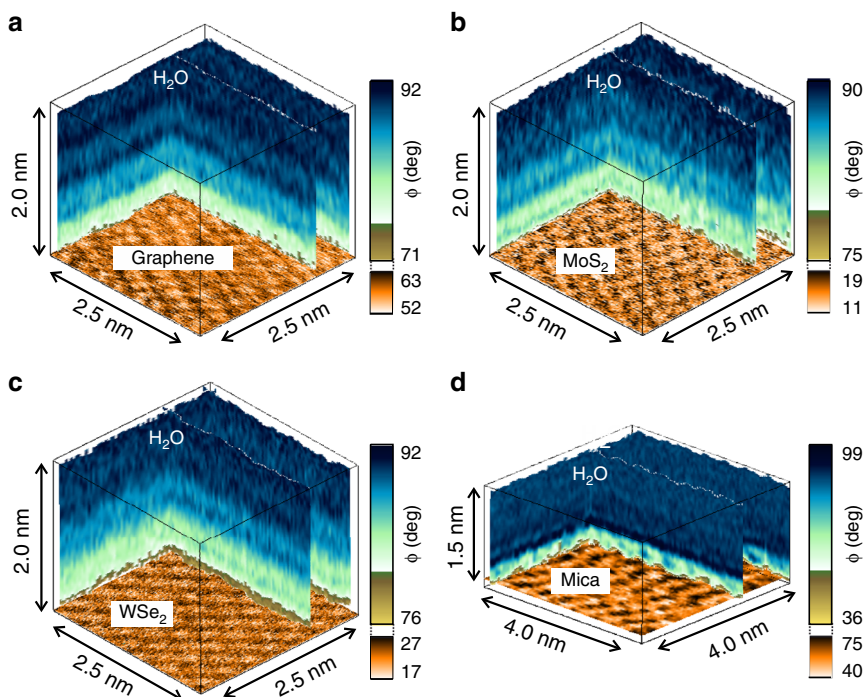 a
H₂O
2.0 nm
Graphene
2.5 nm
2.5 nm
92
ϕ (deg)
71
63
52
b
H₂O
2.0 nm
MoS₂
2.5 nm
2.5 nm
90
ϕ (deg)
75
19
11
c
H₂O
2.0 nm
WSe₂
2.5 nm
2.5 nm
92
ϕ (deg)
76
27
17
d
H₂O
1.5 nm
Mica
4.0 nm
4.0 nm
99
ϕ (deg)
36
75
40